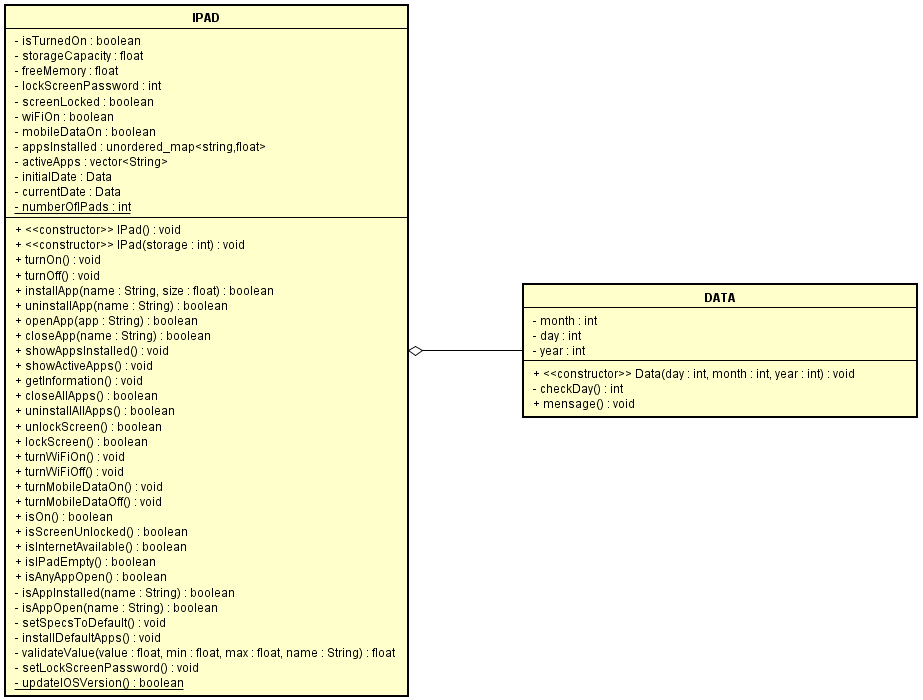 IPAD
- isTurnedOn : boolean
- storageCapacity : float
- freeMemory : float
- lockScreenPassword : int
- screenLocked : boolean
- wiFiOn : boolean
- mobileDataOn : boolean
- appsInstalled : unordered_map<string,float>
- activeApps : vector<String>
- initialDate : Data
- currentDate : Data
- numberOfIPads : int
+ <<constructor>> IPad() : void
+ <<constructor>> IPad(storage : int) : void
+ turnOn() : void
+ turnOff() : void
+ installApp(name : String, size : float) : boolean
+ uninstallApp(name : String) : boolean
+ openApp(app : String) : boolean
+ closeApp(name : String) : boolean
+ showAppsInstalled() : void
+ showActiveApps() : void
+ getInformation() : void
+ closeAllApps() : boolean
+ uninstallAllApps() : boolean
+ unlockScreen() : boolean
+ lockScreen() : boolean
+ turnWiFiOn() : void
+ turnWiFiOff() : void
+ turnMobileDataOn() : void
+ turnMobileDataOff() : void
+ isOn() : boolean
+ isScreenUnlocked() : boolean
+ isInternetAvailable() : boolean
+ isIPadEmpty() : boolean
+ isAnyAppOpen() : boolean
- isAppInstalled(name : String) : boolean
- isAppOpen(name : String) : boolean
- setSpecsToDefault() : void
- installDefaultApps() : void
- validateValue(value : float, min : float, max : float, name : String) : float
- setLockScreenPassword() : void
- updateIOSVersion() : boolean
DATA
- month : int
- day : int
- year : int
+ <<constructor>> Data(day : int, month : int, year : int) : void
- checkDay() : int
+ mensage() : void